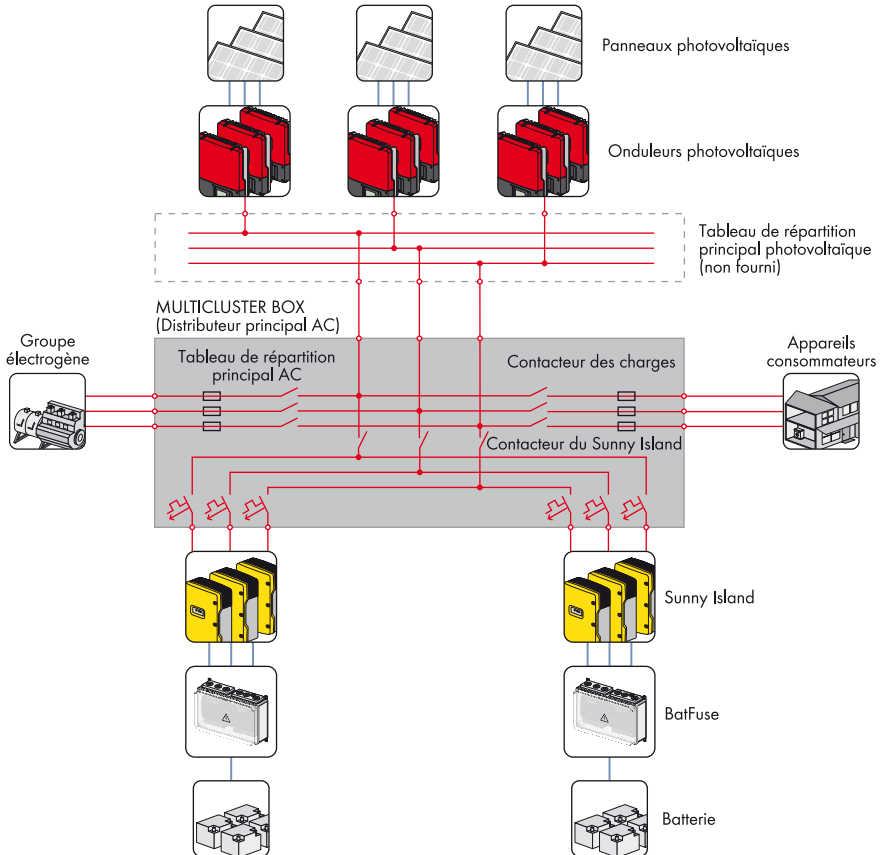 Panneaux photovoltaïques
Onduleurs photovoltaïques
Tableau de répartition
principal photovoltaïque
(non fourni)
MULTICLUSTER BOX
(Distributeur principal AC)
Groupe
électrogène
Tableau de répartition
principal AC
Contacteur des charges
Appareils
consommateurs
Contacteur du Sunny Island
Sunny Island
BatFuse
Batterie